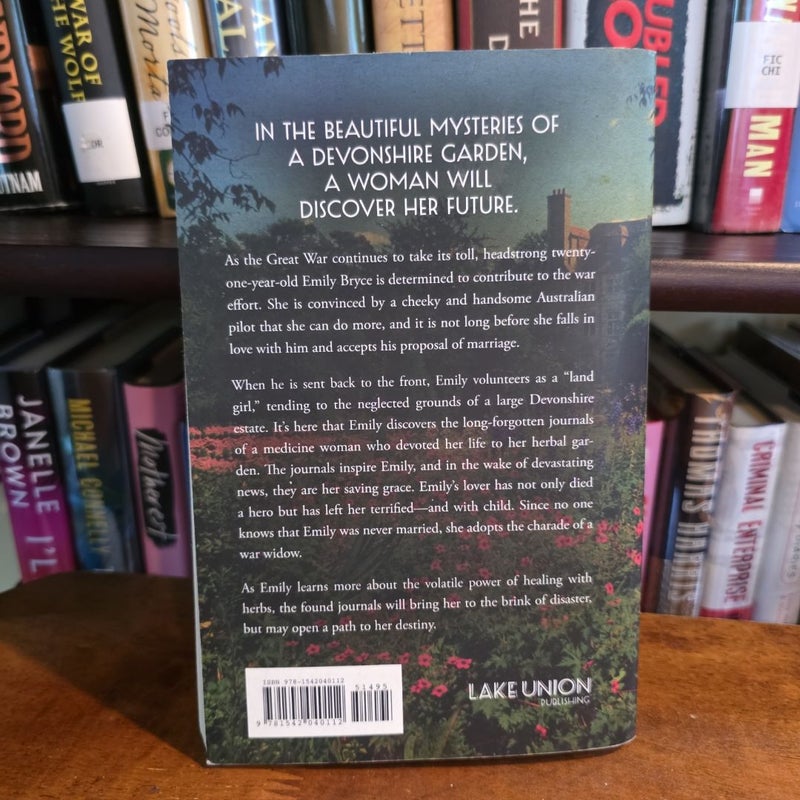 WAR OF
THE WOLF
FIC
CHI
MAN
THE
TNAM
IN THE BEAUTIFUL MYSTERIES OF
A DEVONSHIRE GARDEN,
A WOMAN WILL
DISCOVER HER FUTURE.
As the Great War continues to take its toll, headstrong twenty-
one-year-old Emily Bryce is determined to contribute to the war
effort. She is convinced by a cheeky and handsome Australian
pilot that she can do more, and it is not long before she falls in
love with him and accepts his proposal of marriage.
When he is sent back to the front, Emily volunteers as a “land
girl,” tending to the neglected grounds of a large Devonshire
estate. It’s here that Emily discovers the long-forgotten journals
of a medicine woman who devoted her life to her herbal gar-
den. The journals inspire Emily, and in the wake of devastating
news, they are her saving grace. Emily’s lover has not only died
a hero but has left her terrified—and with child. Since no one
knows that Emily was never married, she adopts the charade of a
war widow.
As Emily learns more about the volatile power of healing with
herbs, the found journals will bring her to the brink of disaster,
but may open a path to her destiny.
ISBN 978-1542040112
51495
9 781542 040112
LAKE UNION
PUBLISHING
JANELLE
BROWN
I'L
MICHAEL CONNELLY
THOMAS HARRIS
CRIMINAL ENTERPRISE